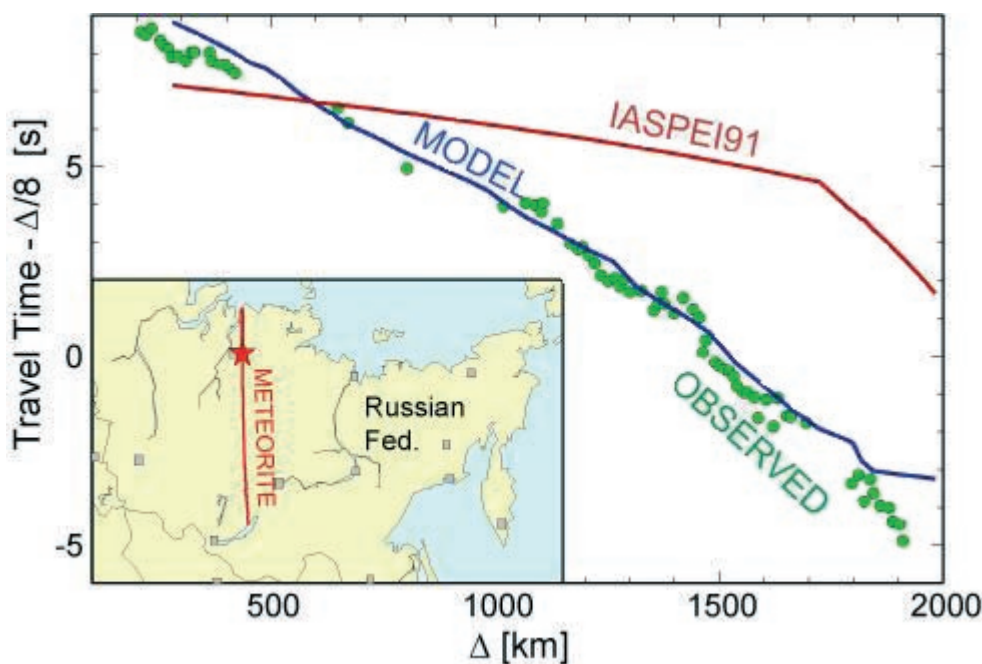 Travel Time - Δ/8 [s]
5
0
-5
IASPEI91
MODEL
OBSERVED
METEORITE
Russian
Fed.
500
1000
1500
2000
Δ [km]